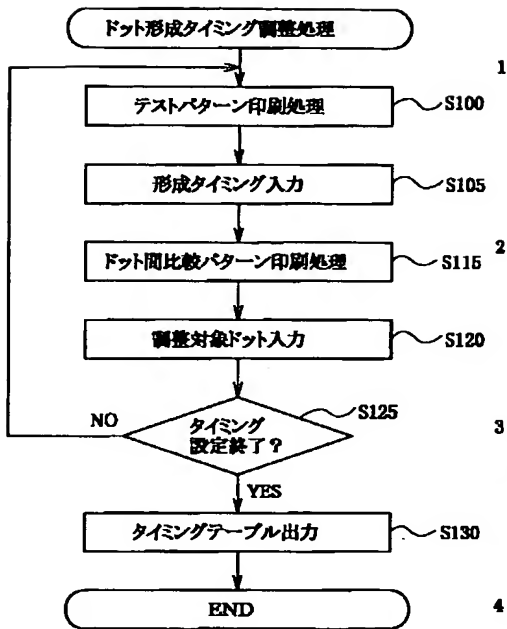 ドット形成タイミング調整処理
1
テストパターン印刷処理
S100
形成タイミング入力
S105
2
ドット間比較パターン印刷処理
S115
調整対象ドット入力
S120
S125
NO
タイミング
設定終了?
3
YES
タイミングテーブル出力
S130
END
4